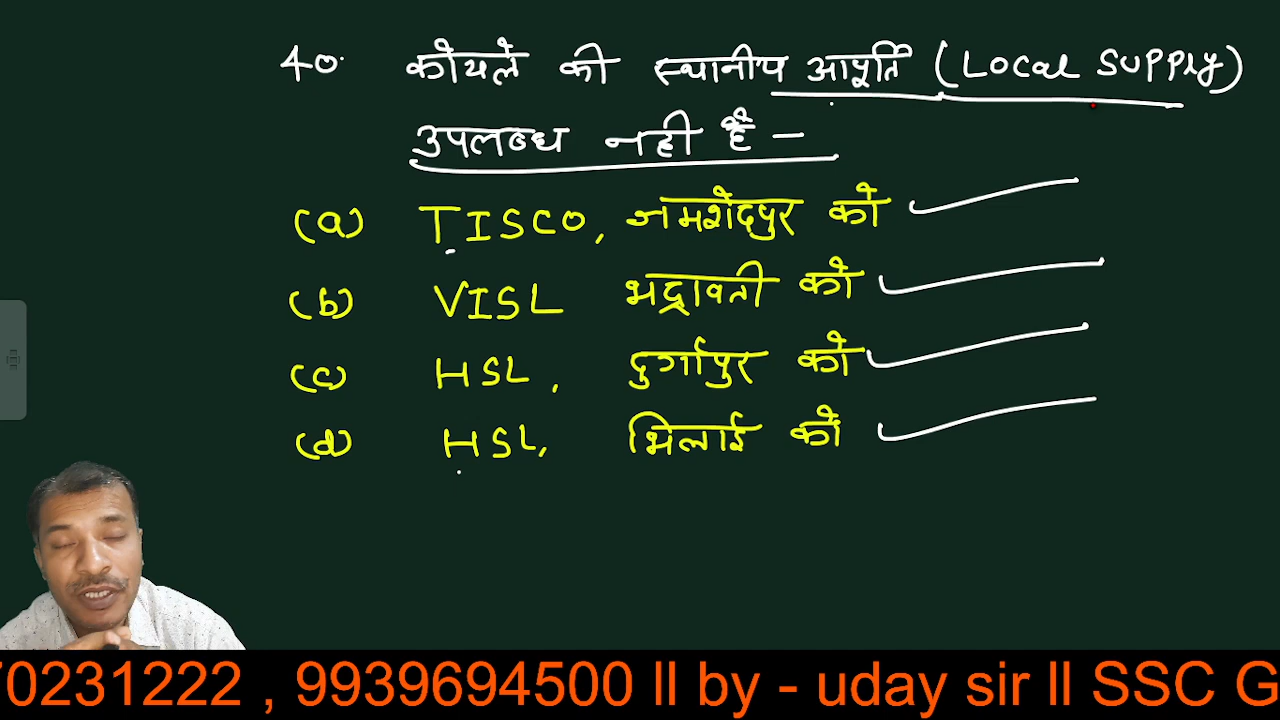 40. कोयले की स्थानीय आपूर्ति (Local Supply)
उपलब्ध नही है -
(a) TISCO, जमशेदपुर को
(b) VISL भद्रावती को
(c) HSL, दुर्गापुर को
(d) HSL, भिलाई को
70231222 , 9939694500 ll by - uday sir ll SSC G